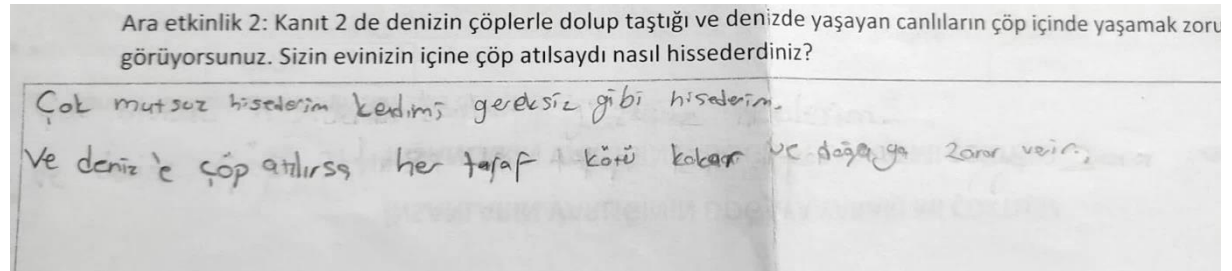 Ara etkinlik 2: Kanıt 2 de denizin çöplerle dolup taştığı ve denizde yaşayan canlıların çöp içinde yaşamak zoru
görüyorsunuz. Sizin evinizin içine çöp atılsaydı nasıl hissederdiniz?
Çok mutsuz hisederim kedimi gereksiz gibi hisederim.
Ve deniz'e çöp atılırsa her taraf kötü kokar ve doğaya zarar verir.